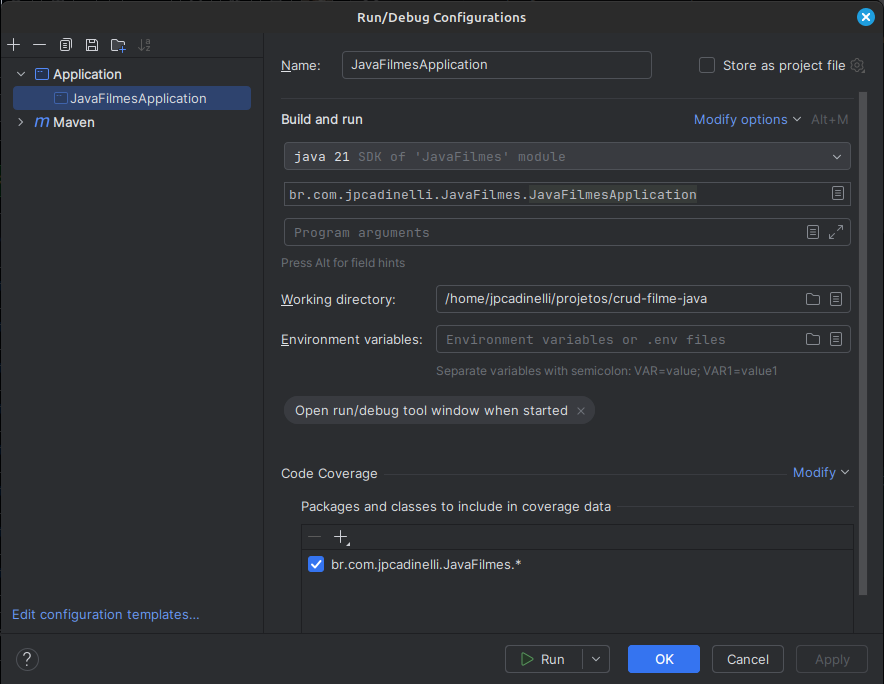 Run/Debug Configurations
Application
JavaFilmesApplication
Maven
Edit configuration templates...
Name: JavaFilmesApplication Store as project file
Build and run Modify options Alt+M
java 21 SDK of 'JavaFilmes' module
br.com.jpcadinelli.JavaFilmes.JavaFilmesApplication
Program arguments
Press Alt for field hints
Working directory: /home/jpcadinelli/projetos/crud-filme-java
Environment variables: Environment variables or .env files
Separate variables with semicolon: VAR=value; VAR1=value1
Open run/debug tool window when started ×
Code Coverage Modify
Packages and classes to include in coverage data
br.com.jpcadinelli.JavaFilmes.*
? Run OK Cancel Apply